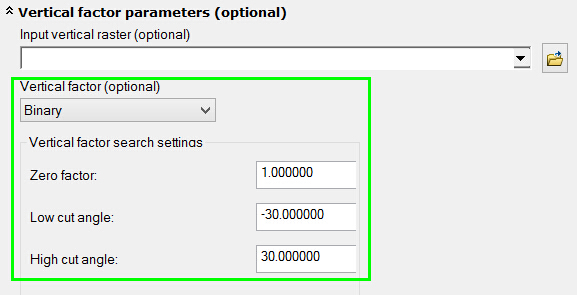 Vertical factor parameters (optional)
Input vertical raster (optional)
Vertical factor (optional)
Binary
Vertical factor search settings
Zero factor: 1.000000
Low cut angle: -30.000000
High cut angle: 30.000000